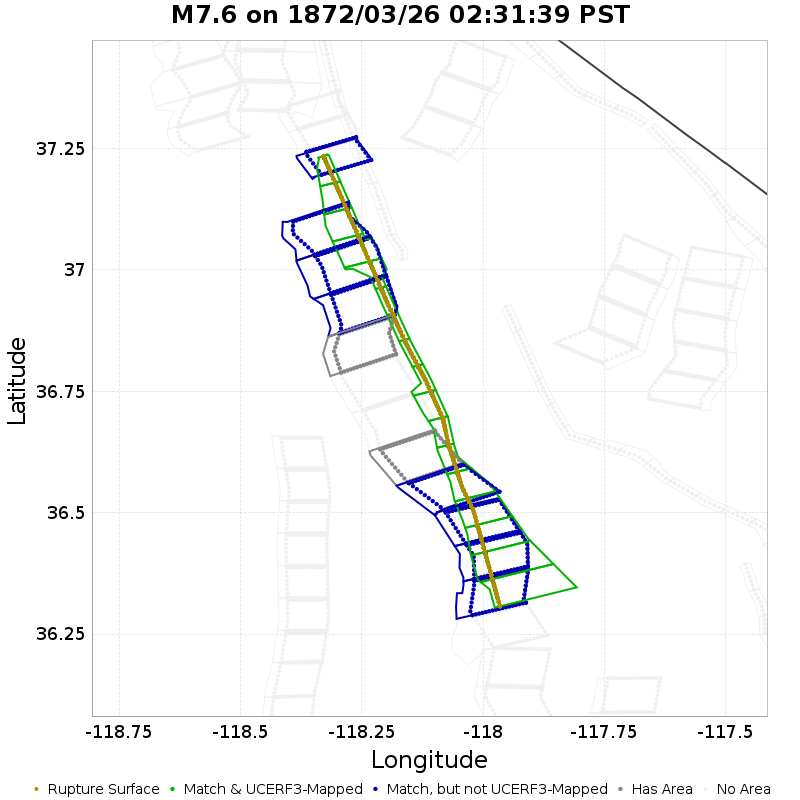 M7.6 on 1872/03/26 02:31:39 PST
37.25
37
36.75
36.5
36.25
Latitude
-118.75 -118.5 -118.25 -118 -117.75 -117.5
Longitude
Rupture Surface Match & UCERF3-Mapped Match, but not UCERF3-Mapped Has Area No Area